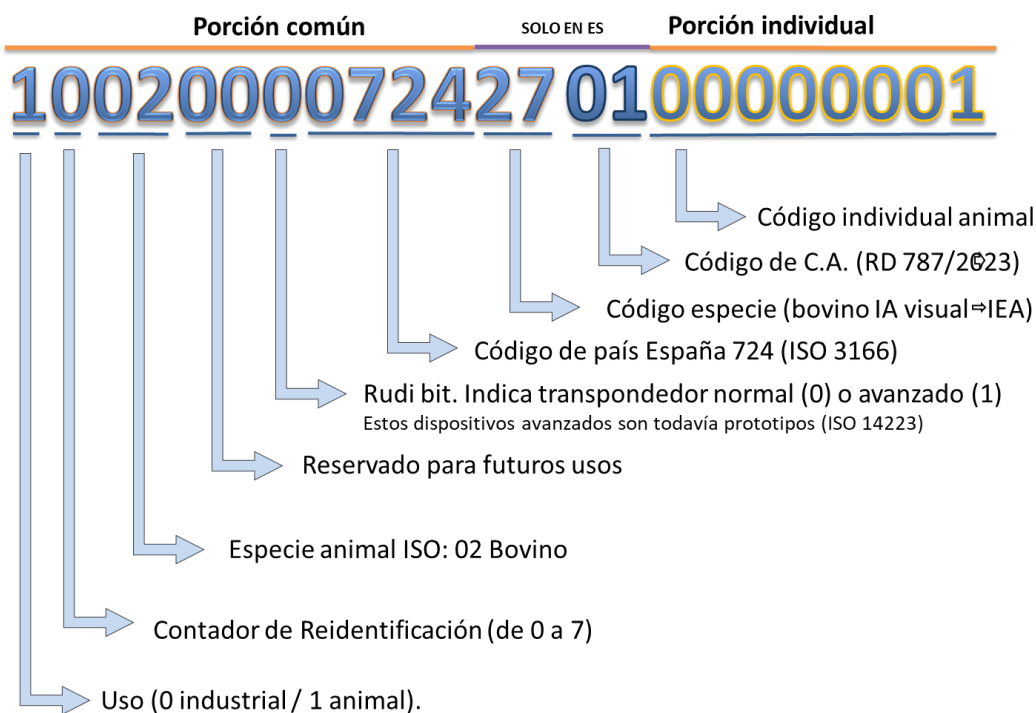 Porción común SOLO EN ES Porción individual
1002000072427 01 00000001
Código individual animal
Código de C.A. (RD 787/2023)
Código especie (bovino IA visual⇨IEA)
Código de país España 724 (ISO 3166)
Rudi bit. Indica transpondedor normal (0) o avanzado (1)
Estos dispositivos avanzados son todavía prototipos (ISO 14223)
Reservado para futuros usos
Especie animal ISO: 02 Bovino
Contador de Reidentificación (de 0 a 7)
Uso (0 industrial / 1 animal).